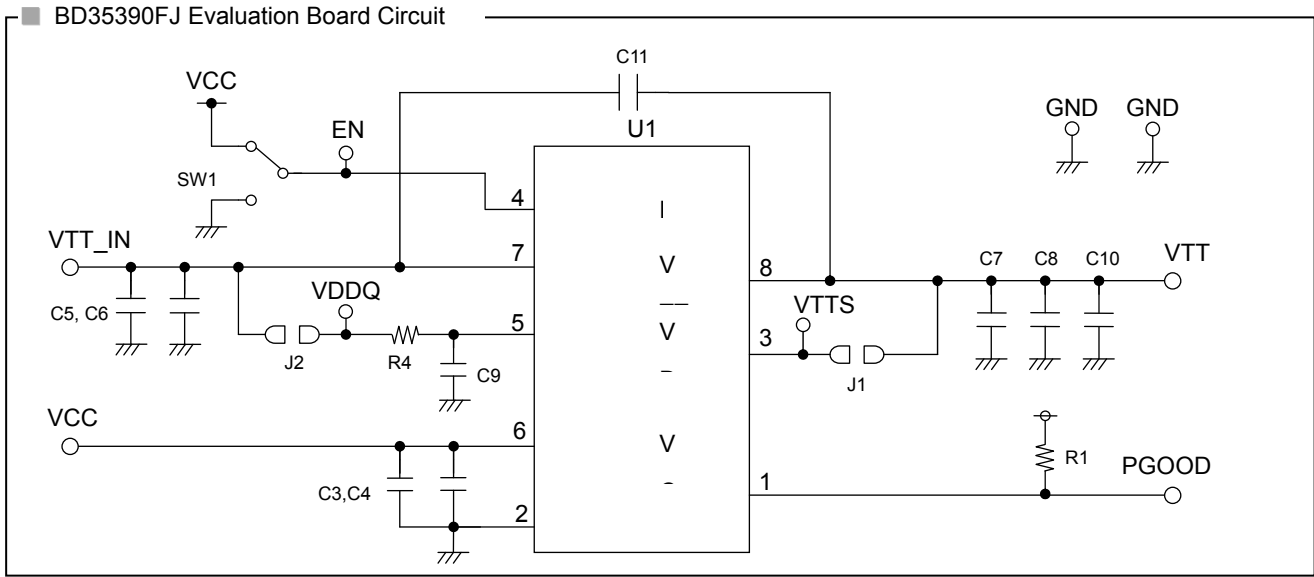 BD35390FJ Evaluation Board Circuit
C11
VCC
GND GND
EN
U1
SW1
4
VTT_IN
7
V
8
C7 C8 C10
VTT
C5, C6
VDDQ
VTTS
5
V
3
J2
R4
C9
J1
VCC
6
V
R1
PGOOD
C3,C4
1
2